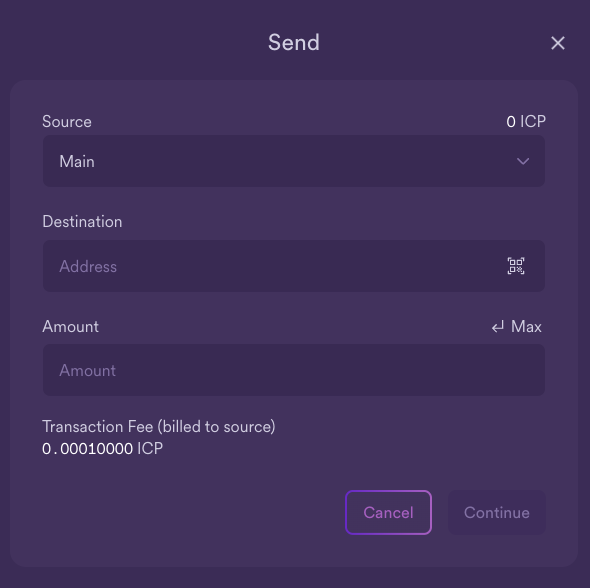 Send
Source 0 ICP
Main
Destination
Address
Amount Max
Amount
Transaction Fee (billed to source)
0.00010000 ICP
Cancel Continue